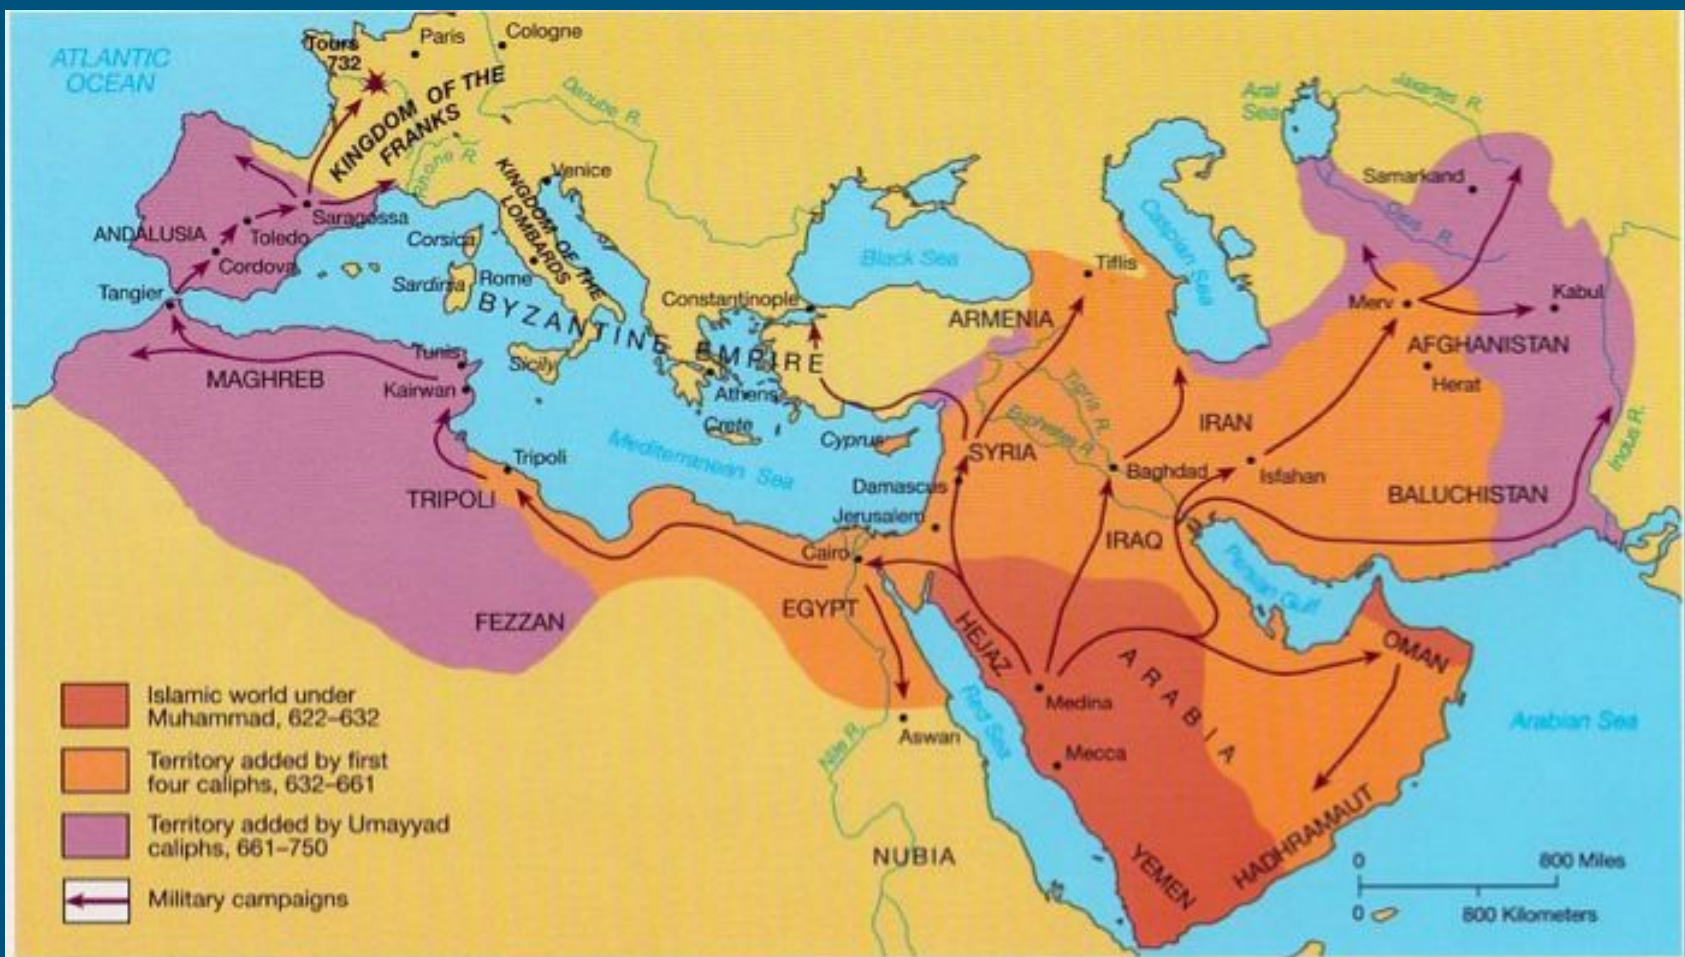 ATLANTIC
OCEAN
Tours
732
Paris
Cologne
KINGDOM OF THE
FRANKS
Danube R.
Rhone R.
Venice
KINGDOM OF THE
LOMBARDS
Aral
Sea
Jaxartes R.
Samarkand
Oxus R.
Caspian Sea
Black Sea
ANDALUSIA
Saragossa
Toledo
Cordova
Tangier
Corsica
Sardinia
Rome
BYZANTINE EMPIRE
Constantinople
Tiflis
ARMENIA
Merv
Kabul
AFGHANISTAN
Herat
MAGHREB
Tunis
Kairwan
Sicily
Athens
Crete
Cyprus
Mediterranean Sea
Tigris R.
Euphrates R.
SYRIA
IRAN
Indus R.
Tripoli
TRIPOLI
Damascus
Baghdad
Isfahan
BALUCHISTAN
Jerusalem
IRAQ
Cairo
Persian Gulf
EGYPT
FEZZAN
HEJAZ
ARABIA
OMAN
Medina
Mecca
Red Sea
Aswan
Nile R.
Arabian Sea
HADHRAMAUT
YEMEN
NUBIA
Islamic world under
Muhammad, 622–632
Territory added by first
four caliphs, 632–661
Territory added by Umayyad
caliphs, 661–750
Military campaigns
0 800 Miles
0 800 Kilometers